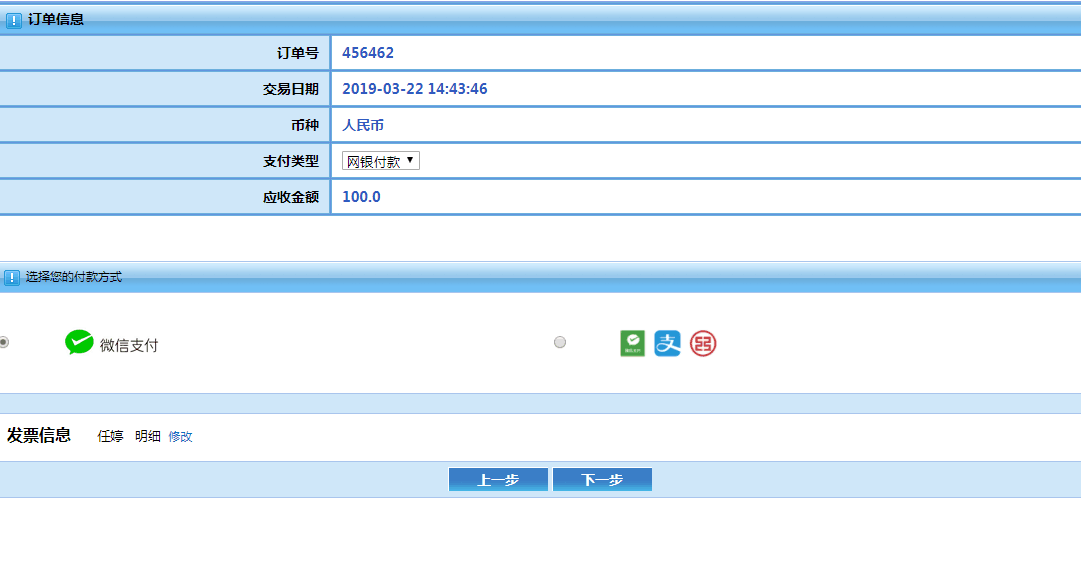 订单信息
订单号 456462
交易日期 2019-03-22 14:43:46
币种 人民币
支付类型 网银付款
应收金额 100.0
选择您的付款方式
微信支付 支
发票信息 任婷 明细 修改
上一步 下一步